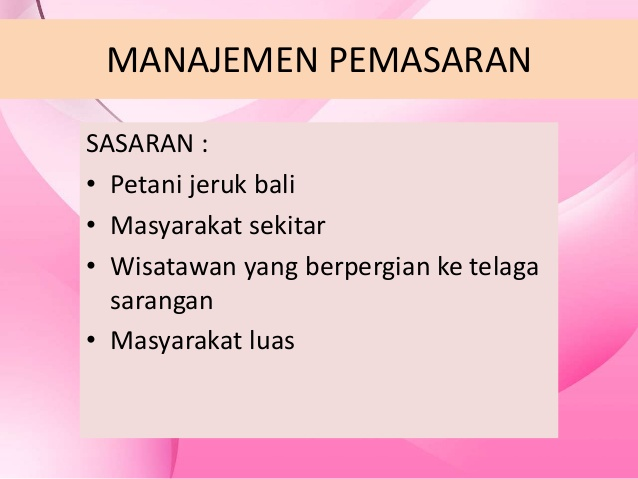 MANAJEMEN PEMASARAN
SASARAN :
• Petani jeruk bali
• Masyarakat sekitar
• Wisatawan yang berpergian ke telaga
sarangan
• Masyarakat luas